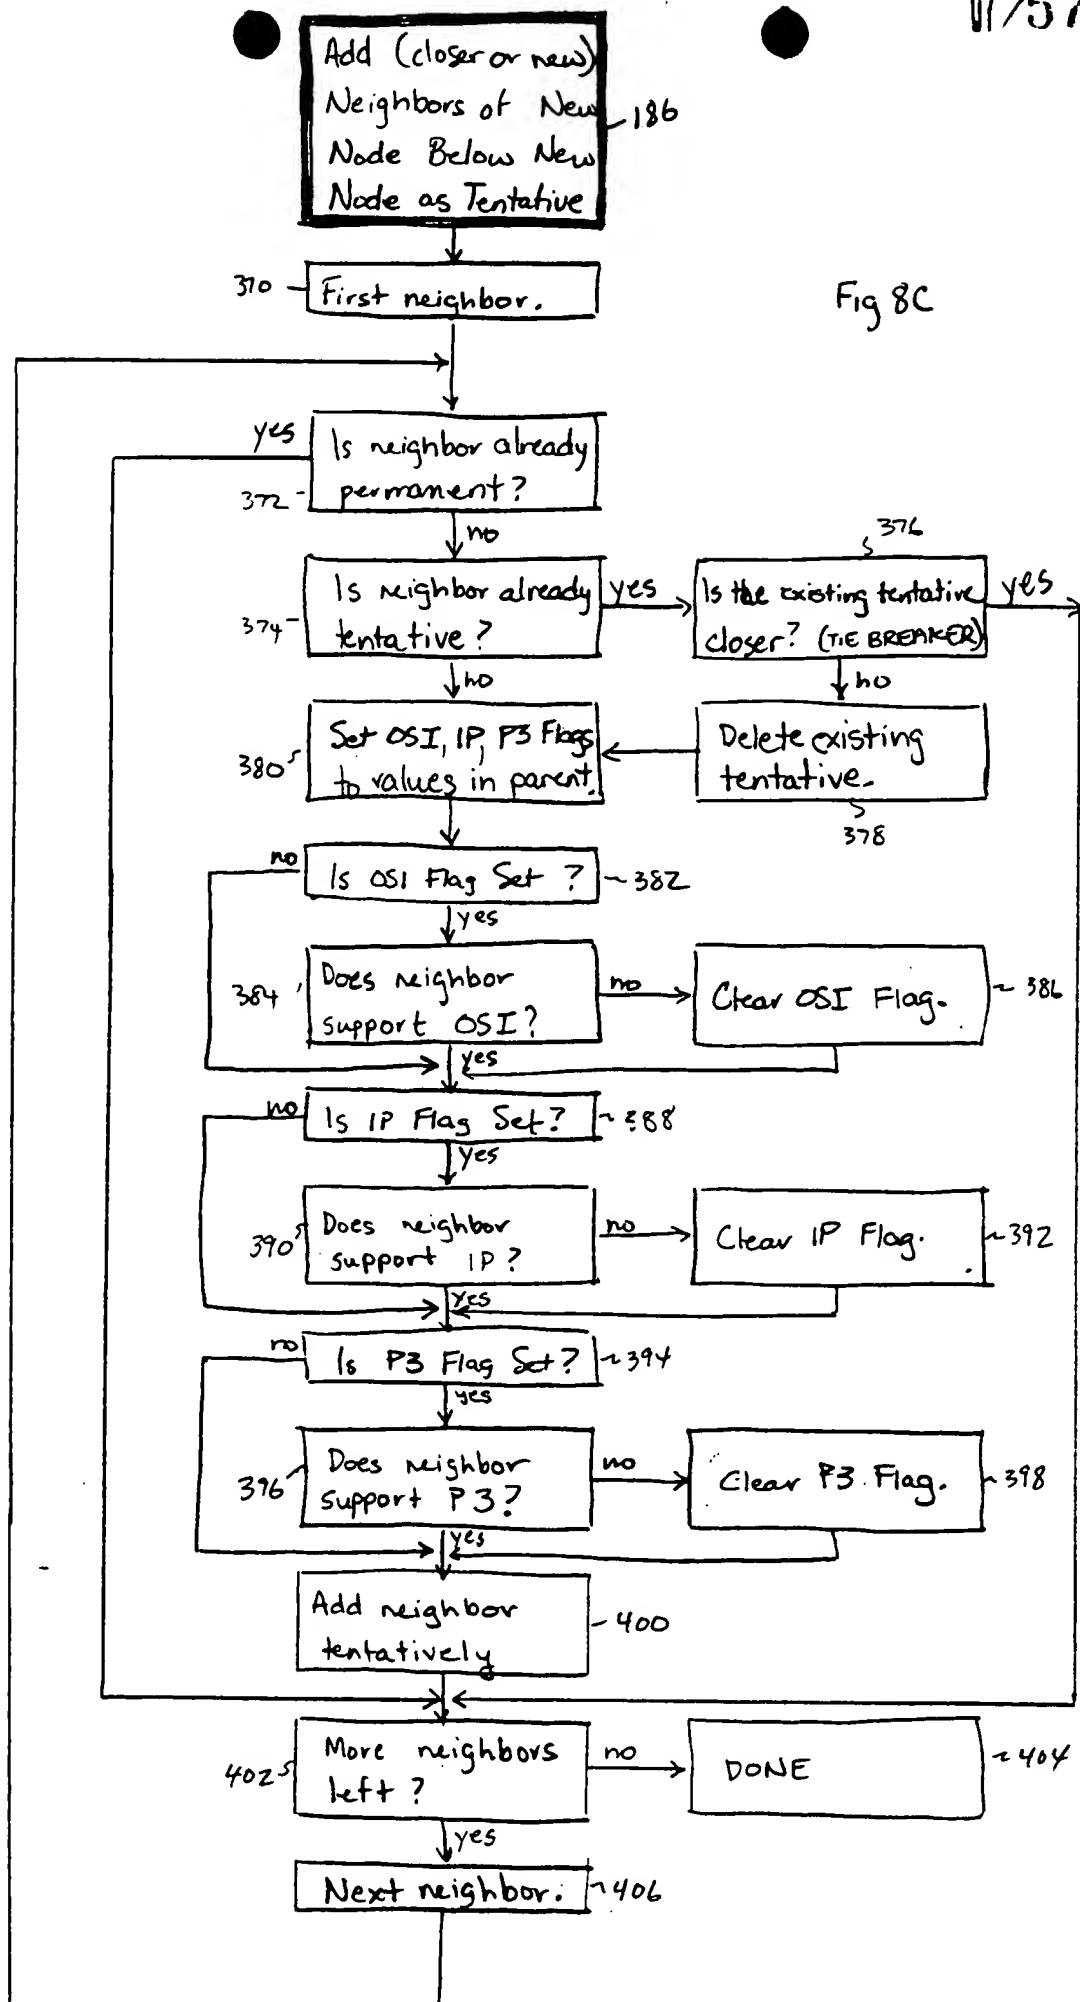 Add (closer or new)
Neighbors of New
Node Below New
Node as Tentative
186
370
First neighbor.
Fig 8C
yes
Is neighbor already
permanent?
372
no
376
Is neighbor already
tentative?
374
yes
Is the existing tentative
closer? (TIE BREAKER)
yes
no
no
Set OSI, IP, P3 Flags
to values in parent.
380
Delete existing
tentative.
378
no
Is OSI Flag Set ?
382
yes
Does neighbor
support OSI?
384
no
Clear OSI Flag.
386
yes
no
Is IP Flag Set?
388
yes
Does neighbor
support IP?
390
no
Clear IP Flag.
392
yes
no
Is P3 Flag Set?
394
yes
Does neighbor
support P3?
396
no
Clear P3 Flag.
398
yes
Add neighbor
tentatively
400
More neighbors
left ?
402
no
DONE
404
yes
Next neighbor.
406